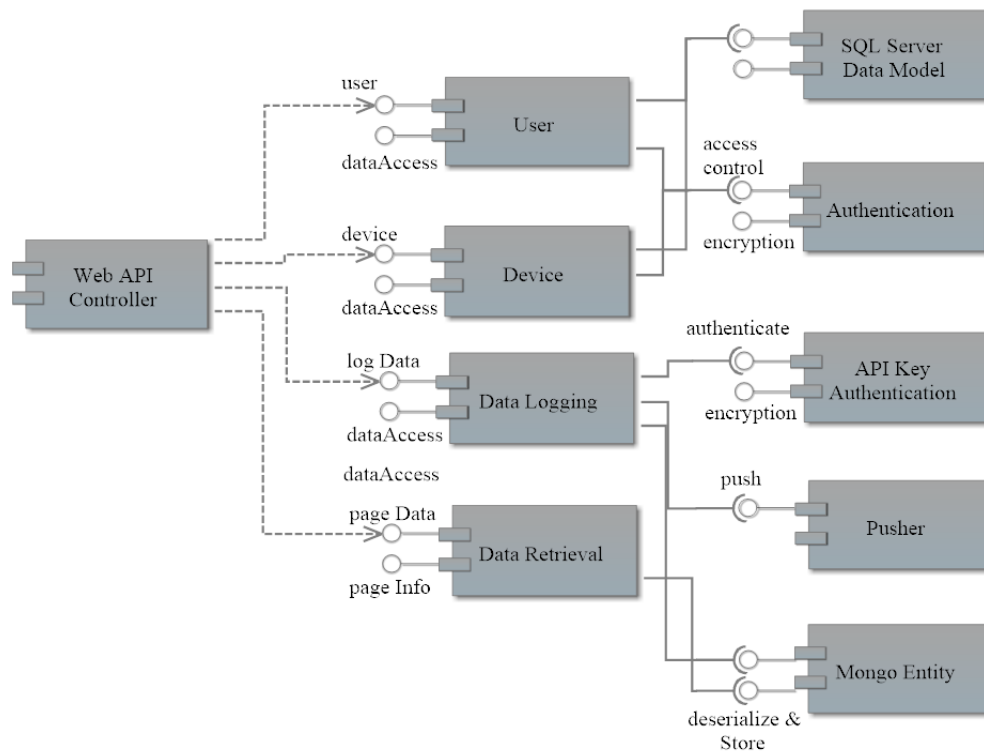 SQL Server
Data Model
user
User
dataAccess
access
control
Authentication
encryption
device
Device
dataAccess
Web API
Controller
authenticate
API Key
Authentication
encryption
log Data
Data Logging
dataAccess
dataAccess
push
Pusher
page Data
Data Retrieval
page Info
Mongo Entity
deserialize &
Store